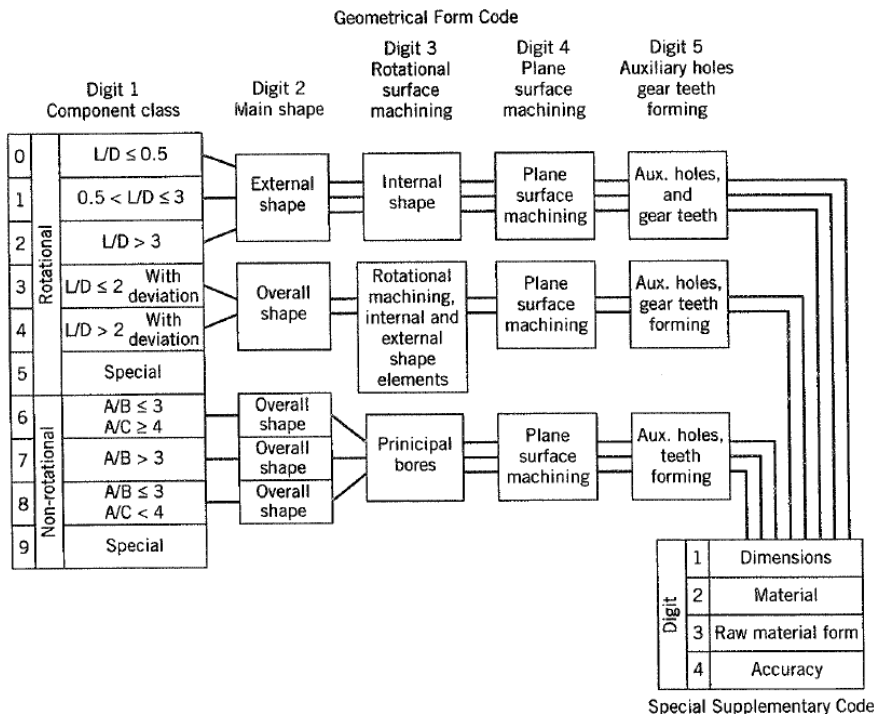 Geometrical Form Code
Digit 1
Component class
Digit 2
Main shape
Digit 3
Rotational
surface
machining
Digit 4
Plane
surface
machining
Digit 5
Auxiliary holes
gear teeth
forming
Rotational
0
L/D ≤ 0.5
1
0.5 < L/D ≤ 3
2
L/D > 3
3
L/D ≤ 2 With
deviation
4
L/D > 2 With
deviation
5
Special
Non-rotational
6
A/B ≤ 3
A/C ≥ 4
7
A/B > 3
8
A/B ≤ 3
A/C < 4
9
Special
External
shape
Internal
shape
Plane
surface
machining
Aux. holes,
and
gear teeth
Overall
shape
Rotational
machining,
internal and
external
shape
elements
Plane
surface
machining
Aux. holes,
gear teeth
forming
Overall
shape
Overall
shape
Overall
shape
Prinicipal
bores
Plane
surface
machining
Aux. holes,
teeth
forming
Digit
1 Dimensions
2 Material
3 Raw material form
4 Accuracy
Special Supplementary Code